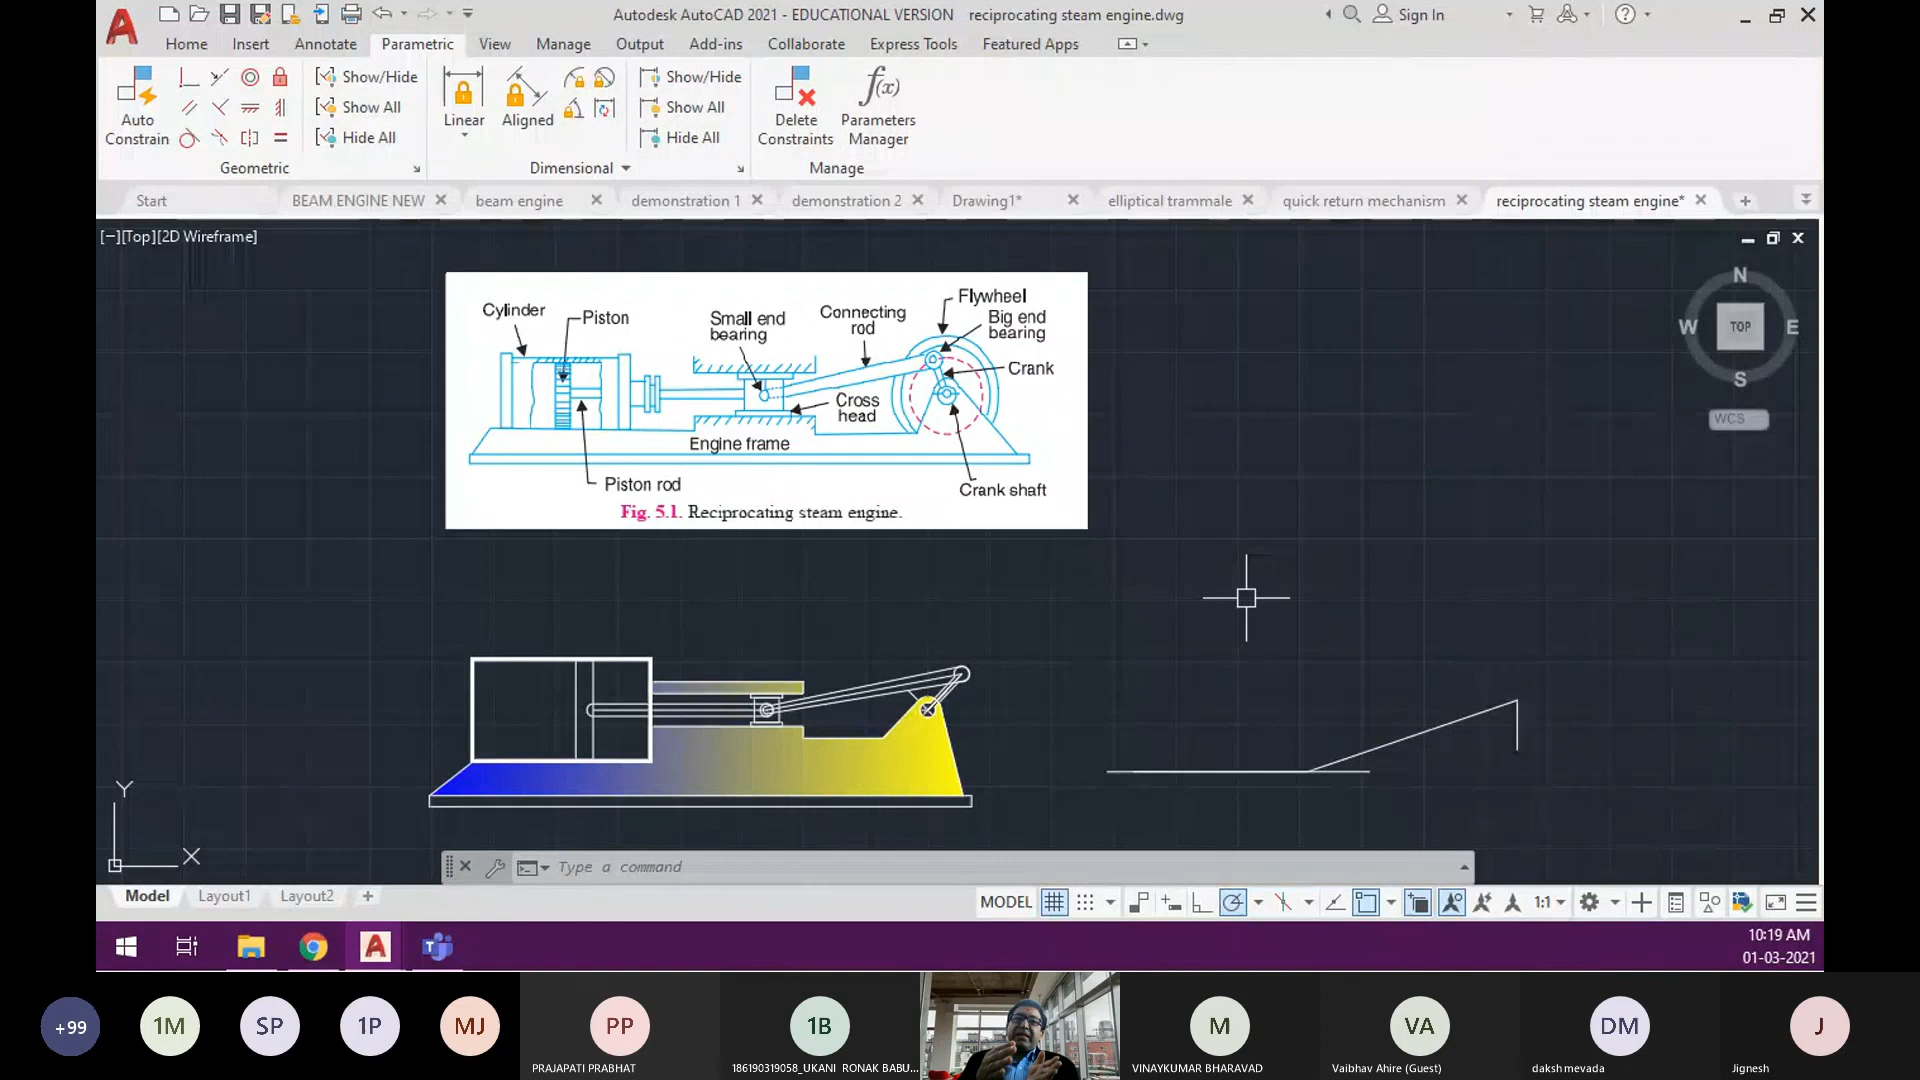 Autodesk AutoCAD 2021 - EDUCATIONAL VERSION reciprocating steam engine.dwg
Sign In
Home Insert Annotate Parametric View Manage Output Add-ins Collaborate Express Tools Featured Apps
Auto
Constrain
Show/Hide
Show All
Hide All
Geometric
Linear
Aligned
Show/Hide
Show All
Hide All
Dimensional
Delete
Constraints
Parameters
Manager
Manage
Start BEAM ENGINE NEW beam engine demonstration 1 demonstration 2 Drawing1* elliptical trammale quick return mechanism reciprocating steam engine*
[−][Top][2D Wireframe]
N
W TOP E
S
WCS
Cylinder
Piston
Small end
bearing
Connecting
rod
Flywheel
Big end
bearing
Crank
Cross
head
Engine frame
Piston rod
Crank shaft
Fig. 5.1. Reciprocating steam engine.
Y
X
Type a command
Model Layout1 Layout2
MODEL 1:1
10:19 AM
01-03-2021
+99 1M SP 1P MJ PP 1B M VA DM J
PRAJAPATI PRABHAT 186190319058_UKANI RONAK BABU... VINAYKUMAR BHARAVAD Vaibhav Ahire (Guest) daksh mevada Jignesh